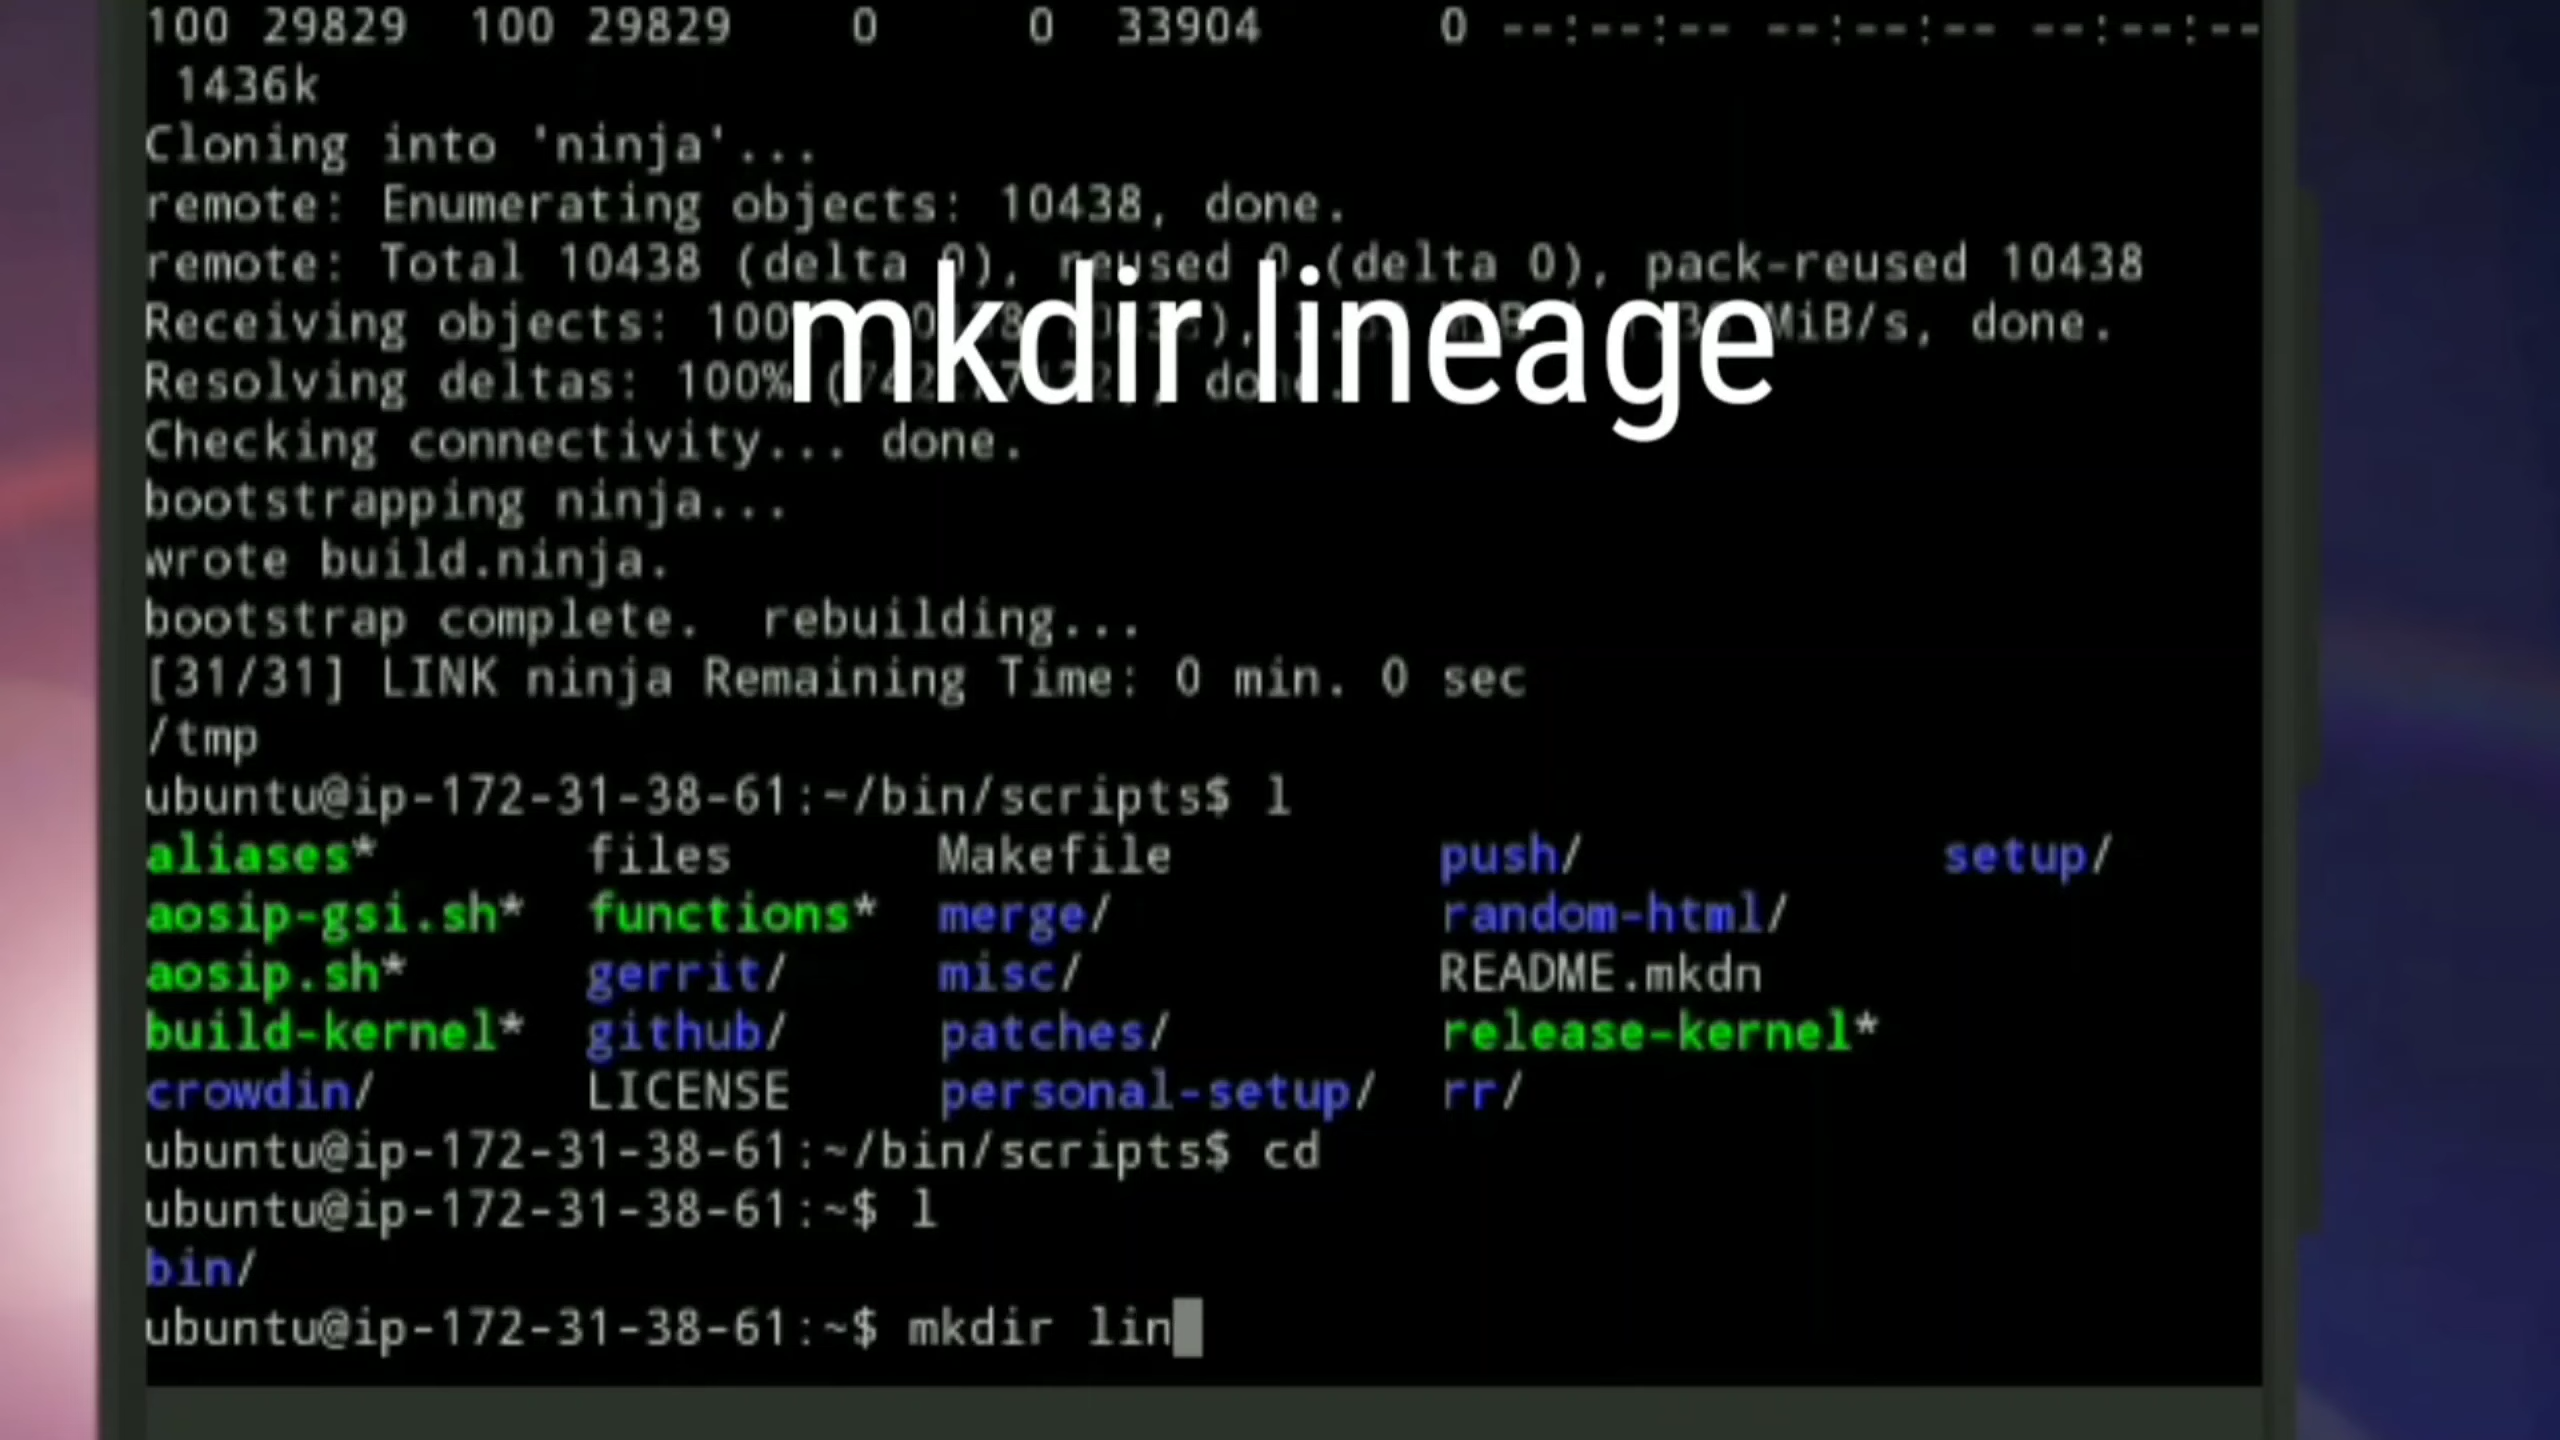 100 29829  100 29829    0     0  33904      0 --:--:-- --:--:-- --:--:--
1436k
Cloning into 'ninja'...
remote: Enumerating objects: 10438, done.
remote: Total 10438 (delta 0), reused 0 (delta 0), pack-reused 10438
mkdir lineage
Receiving objects: 100 MiB/s, done.
Resolving deltas: 100%
Checking connectivity... done.
bootstrapping ninja...
wrote build.ninja.
bootstrap complete.  rebuilding...
[31/31] LINK ninja Remaining Time: 0 min. 0 sec
/tmp
ubuntu@ip-172-31-38-61:~/bin/scripts$ l
aliases*       files       Makefile         push/            setup/
aosip-gsi.sh*  functions*  merge/           random-html/
aosip.sh*      gerrit/     misc/            README.mkdn
build-kernel*  github/     patches/         release-kernel*
crowdin/       LICENSE     personal-setup/  rr/
ubuntu@ip-172-31-38-61:~/bin/scripts$ cd
ubuntu@ip-172-31-38-61:~$ l
bin/
ubuntu@ip-172-31-38-61:~$ mkdir lin